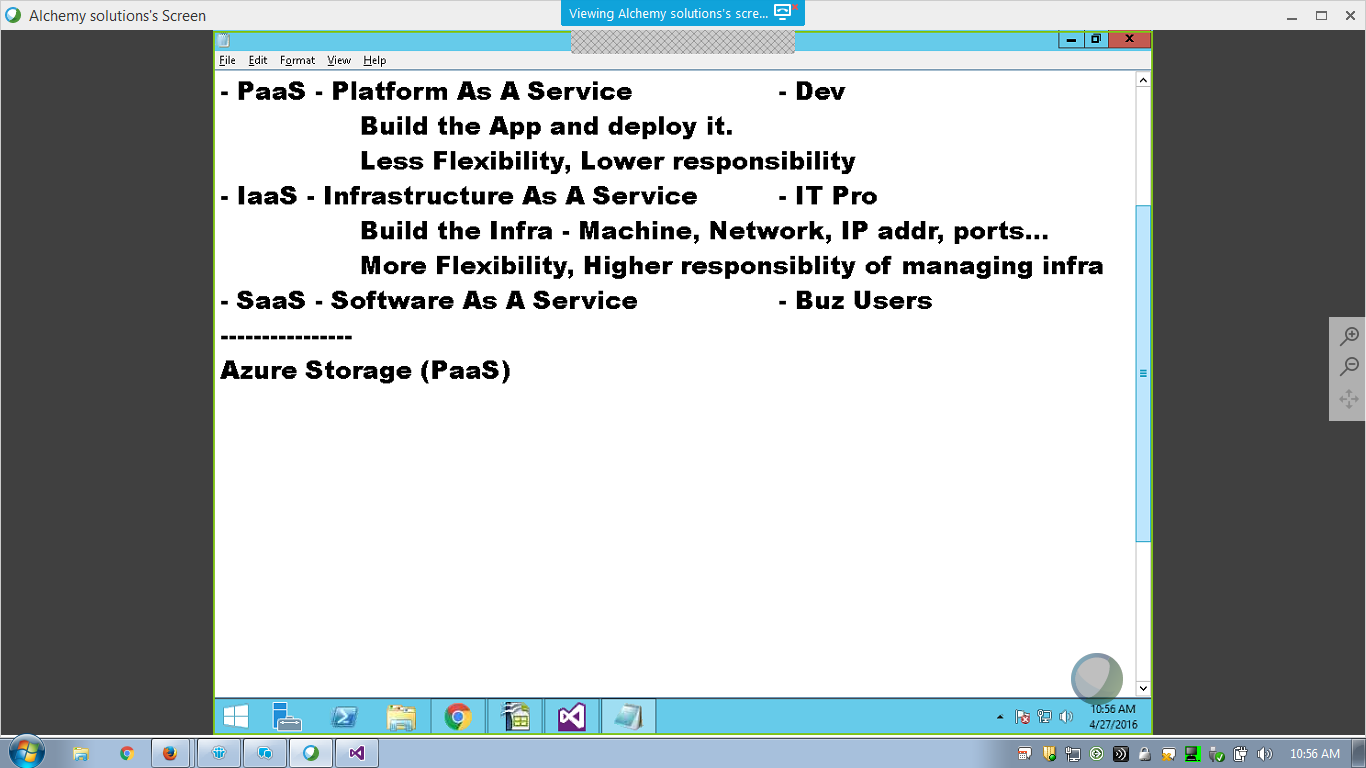 Alchemy solutions's Screen
Viewing Alchemy solutions's scre...
File Edit Format View Help
- PaaS - Platform As A Service - Dev
Build the App and deploy it.
Less Flexibility, Lower responsibility
- IaaS - Infrastructure As A Service - IT Pro
Build the Infra - Machine, Network, IP addr, ports...
More Flexibility, Higher responsiblity of managing infra
- SaaS - Software As A Service - Buz Users
----------------
Azure Storage (PaaS)
10:56 AM
4/27/2016
10:56 AM